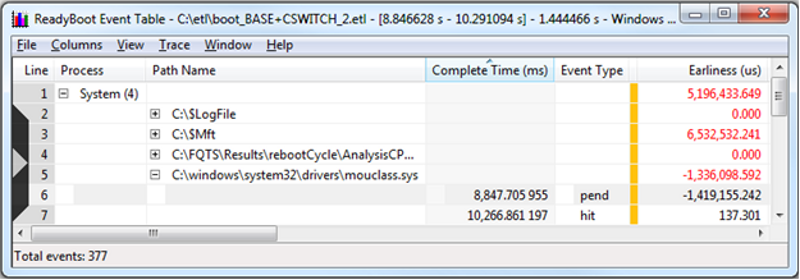 ReadyBoot Event Table - C:\etl\boot_BASE+CSWITCH_2.etl - [8.846628 s - 10.291094 s] - 1.444466 s - Windows ...
File Columns View Trace Window Help
Line Process Path Name Complete Time (ms) Event Type Earliness (us)
1 System (4) 5,196,433.649
2 C:\$LogFile 0.000
3 C:\$Mft 6,532,532.241
4 C:\FQTS\Results\rebootCycle\AnalysisCP... 0.000
5 C:\windows\system32\drivers\mouclass.sys -1,336,098.592
6 8,847.705 955 pend -1,419,155.242
7 10,266.861 197 hit 137.301
Total events: 377